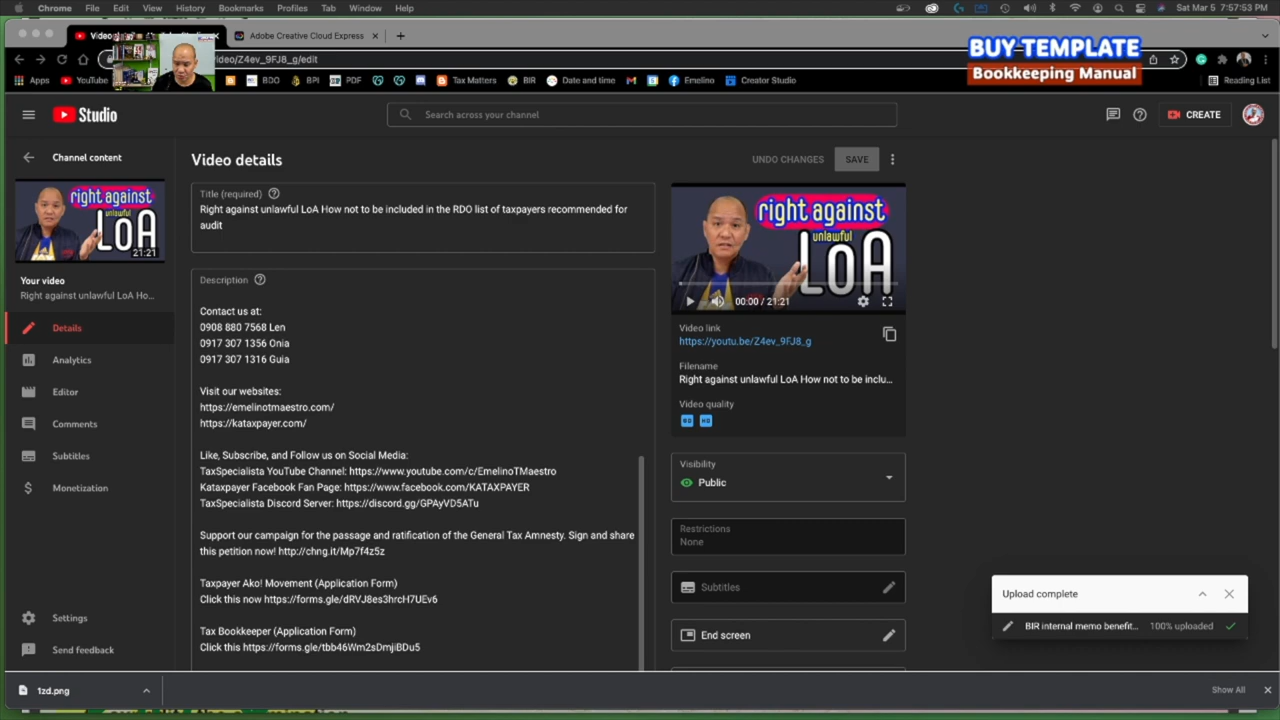 Chrome File Edit View History Bookmarks Profiles Tab Window Help
Sat Mar 5 7:57:53 PM
Adobe Creative Cloud Express
video/Z4ev_9FJ8_g/edit
Apps YouTube BDO BPI PDF Tax Matters BIR Date and time Emelino Creator Studio Reading List
BUY TEMPLATE
Bookkeeping Manual
Studio
Search across your channel
CREATE
Channel content
right against
unlawful
LOA
21:21
Your video
Right against unlawful LoA Ho...
Details
Analytics
Editor
Comments
Subtitles
Monetization
Settings
Send feedback
Video details
UNDO CHANGES
SAVE
Title (required)
Right against unlawful LoA How not to be included in the RDO list of taxpayers recommended for
audit
Description
Contact us at:
0908 880 7568 Len
0917 307 1356 Onia
0917 307 1316 Guia
Visit our websites:
https://emelinotmaestro.com/
https://kataxpayer.com/
Like, Subscribe, and Follow us on Social Media:
TaxSpecialista YouTube Channel: https://www.youtube.com/c/EmelinoTMaestro
Kataxpayer Facebook Fan Page: https://www.facebook.com/KATAXPAYER
TaxSpecialista Discord Server: https://discord.gg/GPAyVD5ATu
Support our campaign for the passage and ratification of the General Tax Amnesty. Sign and share
this petition now! http://chng.it/Mp7f4z5z
Taxpayer Ako! Movement (Application Form)
Click this now https://forms.gle/dRVJ8es3hrcH7UEv6
Tax Bookkeeper (Application Form)
Click this https://forms.gle/tbb46Wm2sDmjiBDu5
right against
unlawful
LOA
00:00 / 21:21
Video link
https://youtu.be/Z4ev_9FJ8_g
Filename
Right against unlawful LoA How not to be inclu...
Video quality
SD HD
Visibility
Public
Restrictions
None
Subtitles
End screen
Upload complete
BIR internal memo benefit... 100% uploaded
1zd.png
Show All